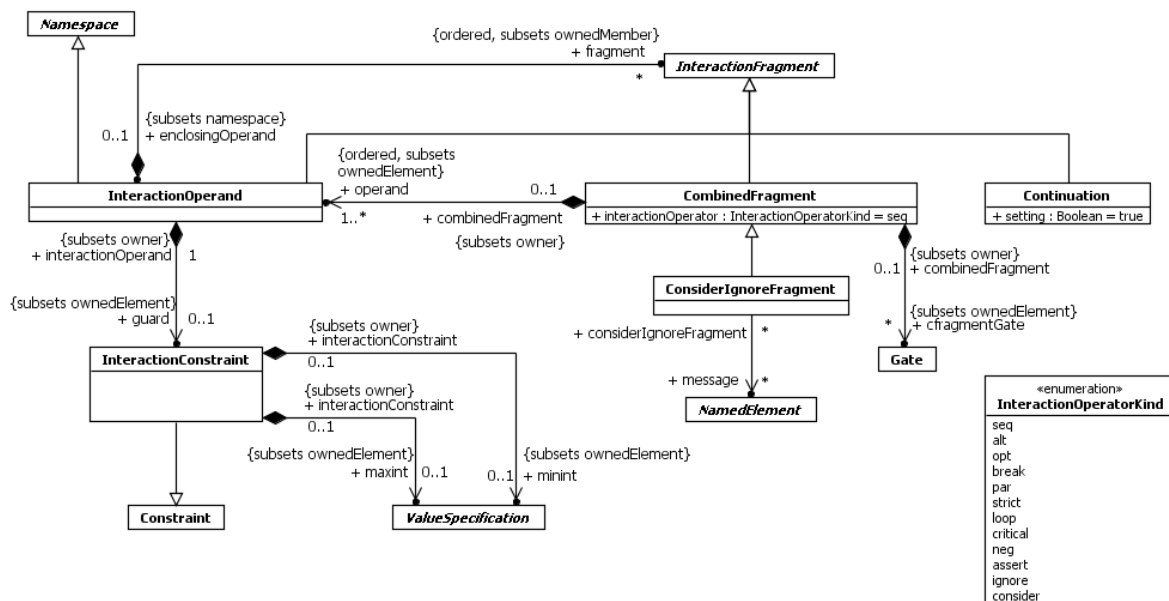 Namespace
{ordered, subsets ownedMember}
+ fragment
*
InteractionFragment
{subsets namespace}
0..1
+ enclosingOperand
{ordered, subsets
ownedElement}
+ operand
0..1
1..*
+ combinedFragment
{subsets owner}
InteractionOperand
CombinedFragment
+ interactionOperator : InteractionOperatorKind = seq
Continuation
+ setting : Boolean = true
{subsets owner}
+ interactionOperand
1
{subsets owner}
0..1
+ combinedFragment
ConsiderIgnoreFragment
{subsets ownedElement}
+ guard
0..1
{subsets owner}
+ interactionConstraint
0..1
+ considerIgnoreFragment
*
{subsets ownedElement}
*
+ cfragmentGate
InteractionConstraint
Gate
{subsets owner}
+ interactionConstraint
0..1
+ message
*
NamedElement
«enumeration»
InteractionOperatorKind
seq
alt
opt
break
par
strict
loop
critical
neg
assert
ignore
consider
{subsets ownedElement}
+ maxint
0..1
{subsets ownedElement}
0..1
+ minint
Constraint
ValueSpecification